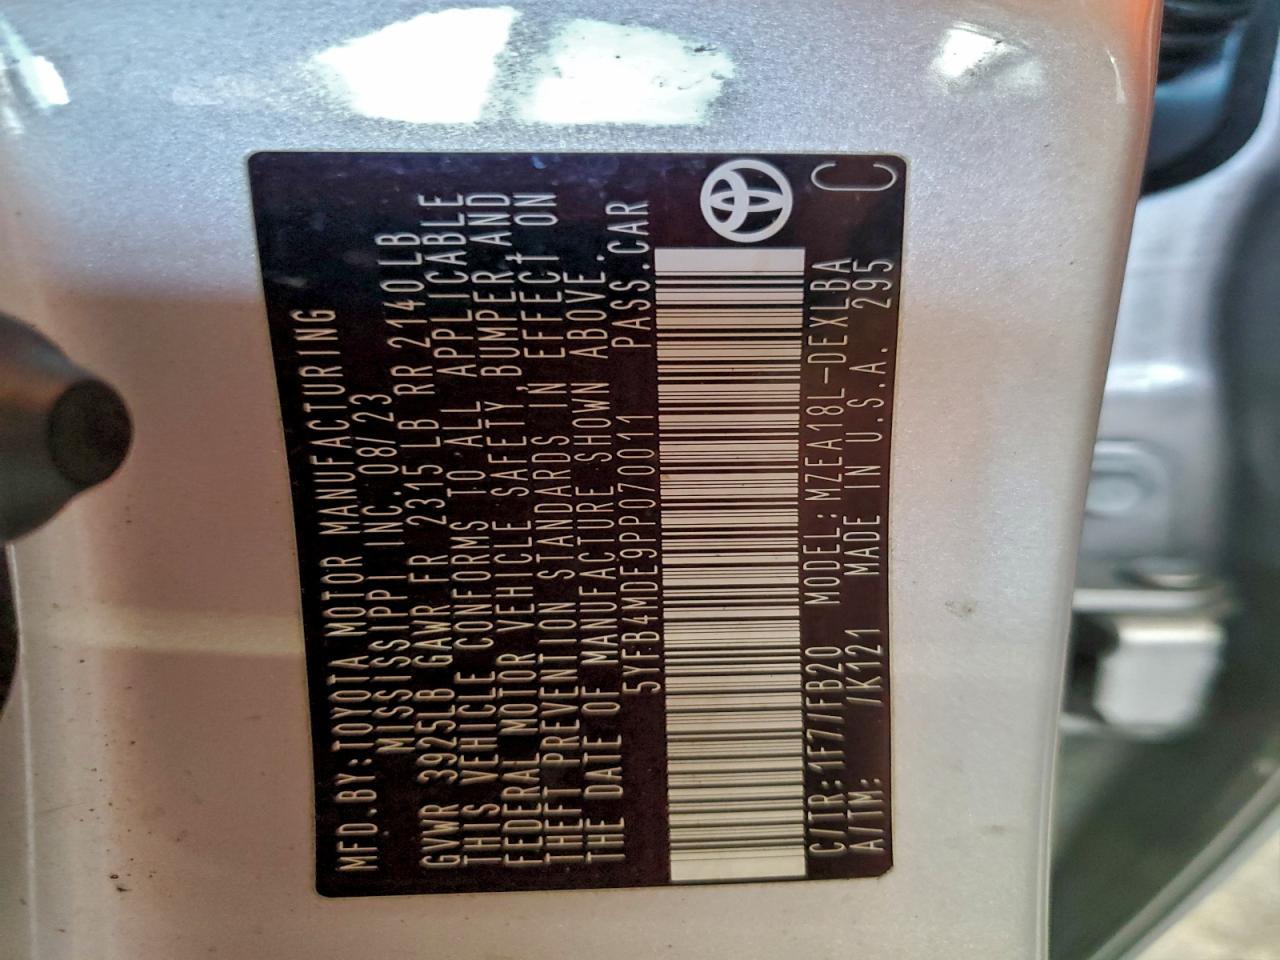 MFD.BY:TOYOTA MOTOR MANUFACTURING
MISSISSIPPI INC. 08/23
GVWR 3925LB GAWR FR 2315LB RR 2140LB
THIS VEHICLE CONFORMS TO ALL APPLICABLE
FEDERAL MOTOR VEHICLE SAFETY, BUMPER, AND
THEFT PREVENTION STANDARDS IN EFFECT ON
THE DATE OF MANUFACTURE SHOWN ABOVE.
5YFB4MDE9PP070011 PASS.CAR
C/TR:1F7/FB20 MODEL:MZEA18L-DEXLBA
A/TM: /K121 MADE IN U.S.A. 295
C